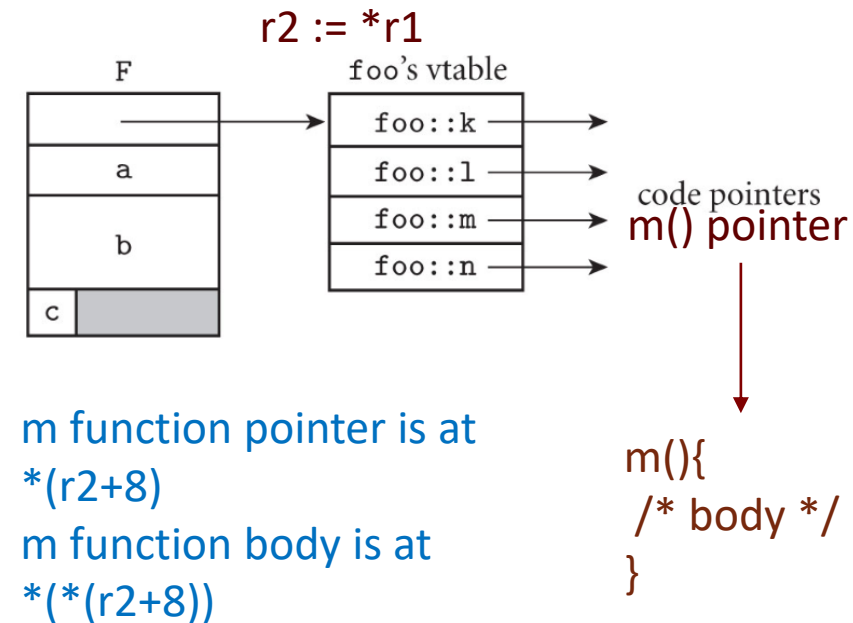 r2 := *r1
F
foo's vtable
foo::k
a
foo::l
b
foo::m
foo::n
c
code pointers
m() pointer
m function pointer is at
*(r2+8)
m function body is at
*(*(r2+8))
m(){
/* body */
}